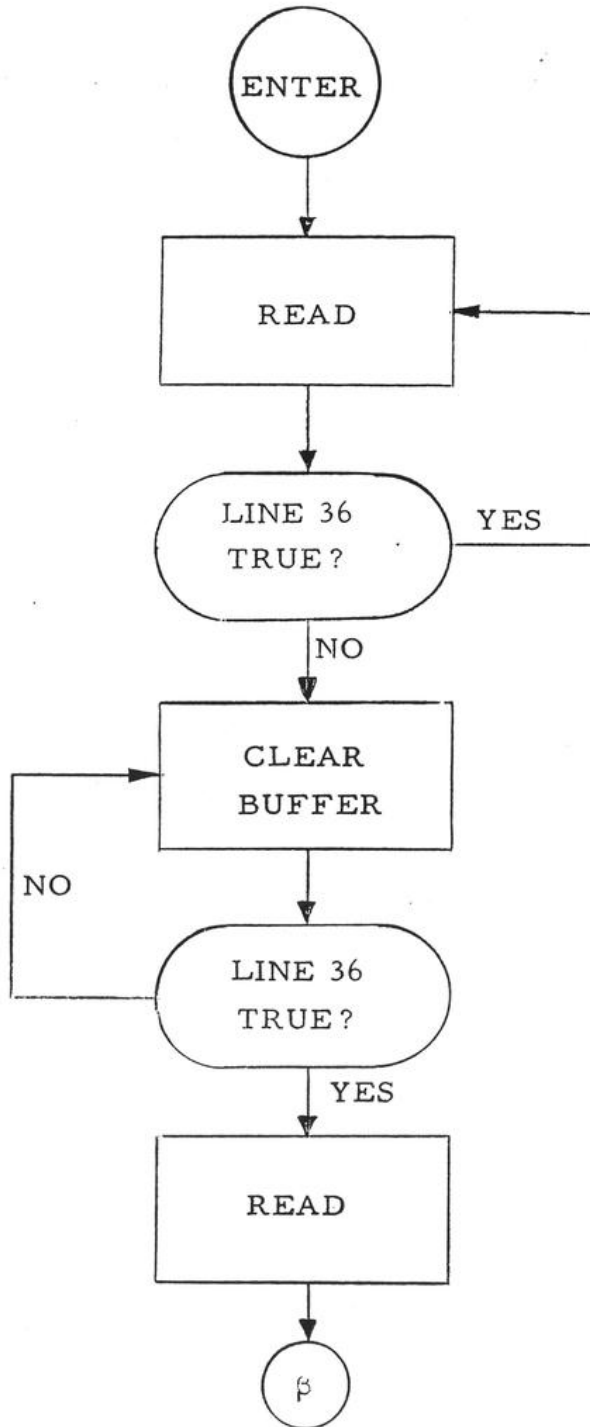 ENTER
READ
LINE 36
TRUE?
YES
NO
CLEAR
BUFFER
NO
LINE 36
TRUE?
YES
READ
β